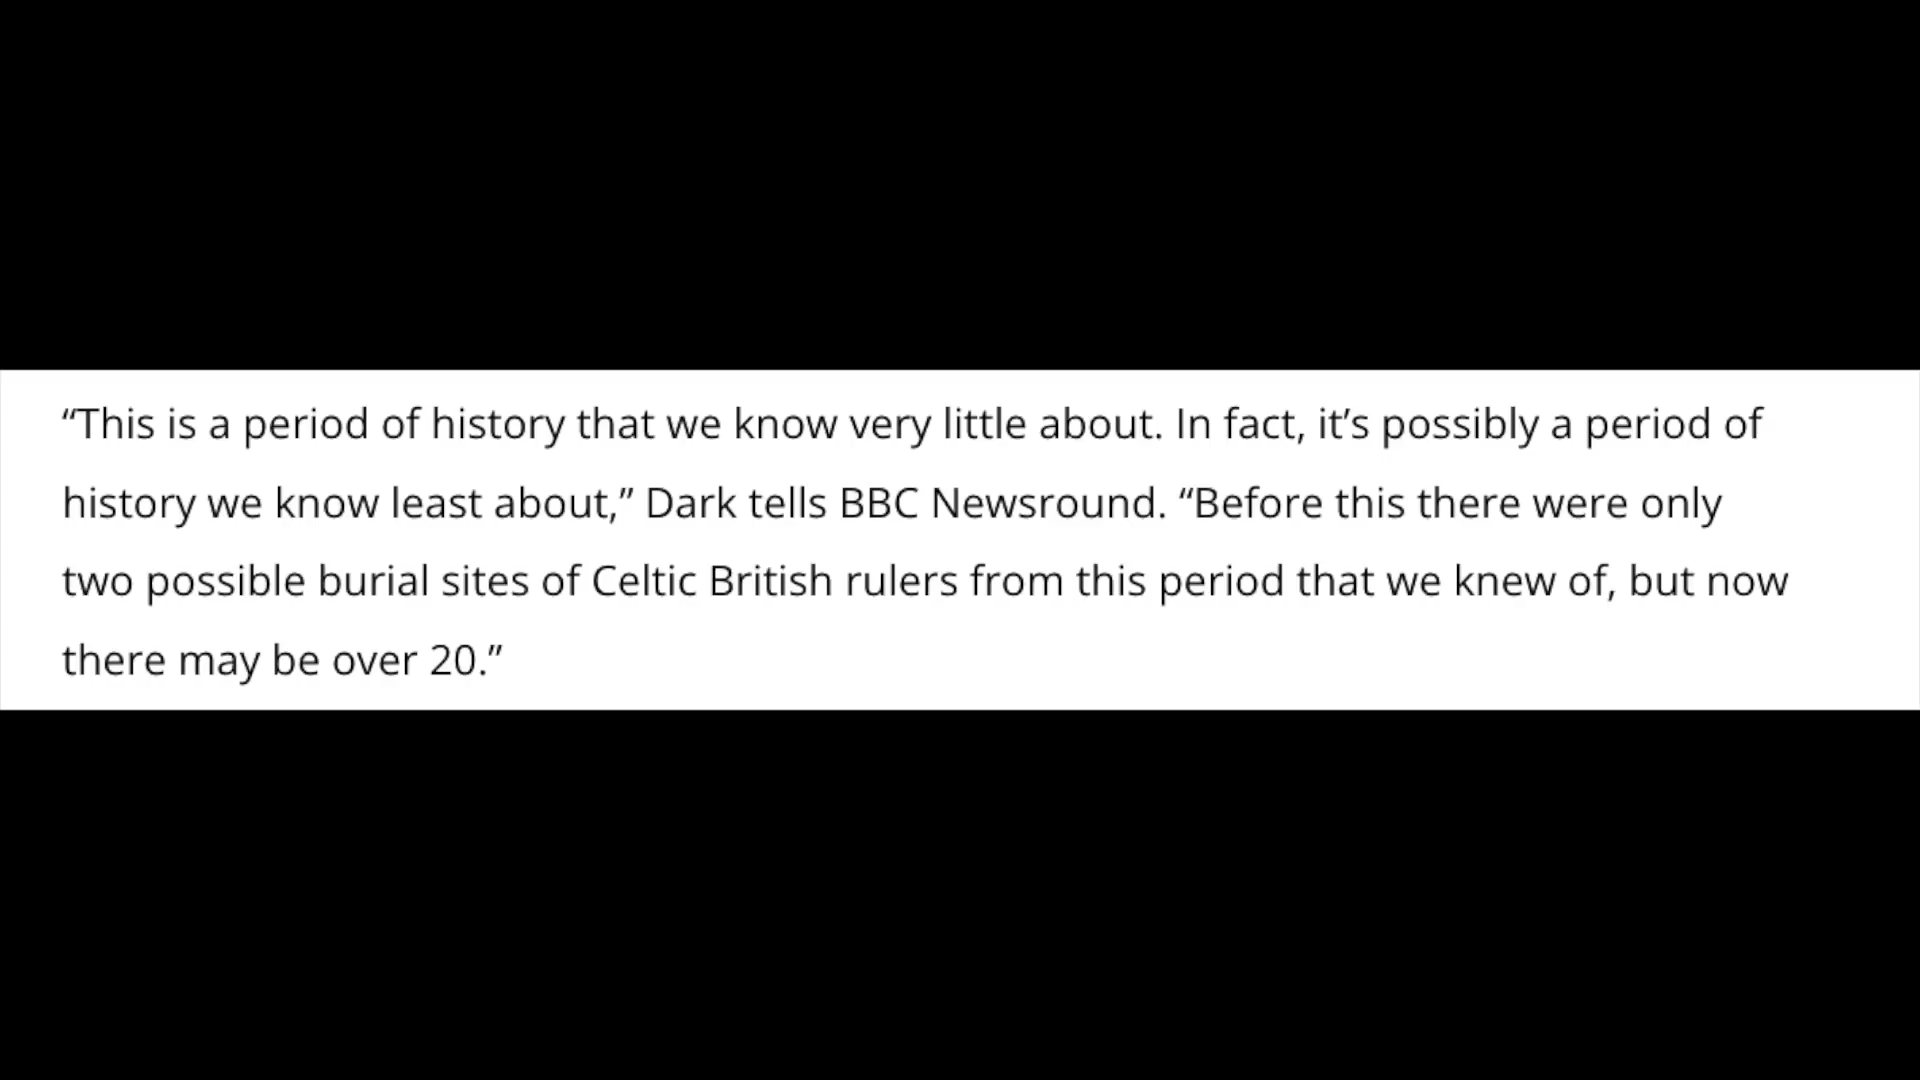 “This is a period of history that we know very little about. In fact, it’s possibly a period of
history we know least about,” Dark tells BBC Newsround. “Before this there were only
two possible burial sites of Celtic British rulers from this period that we knew of, but now
there may be over 20.”